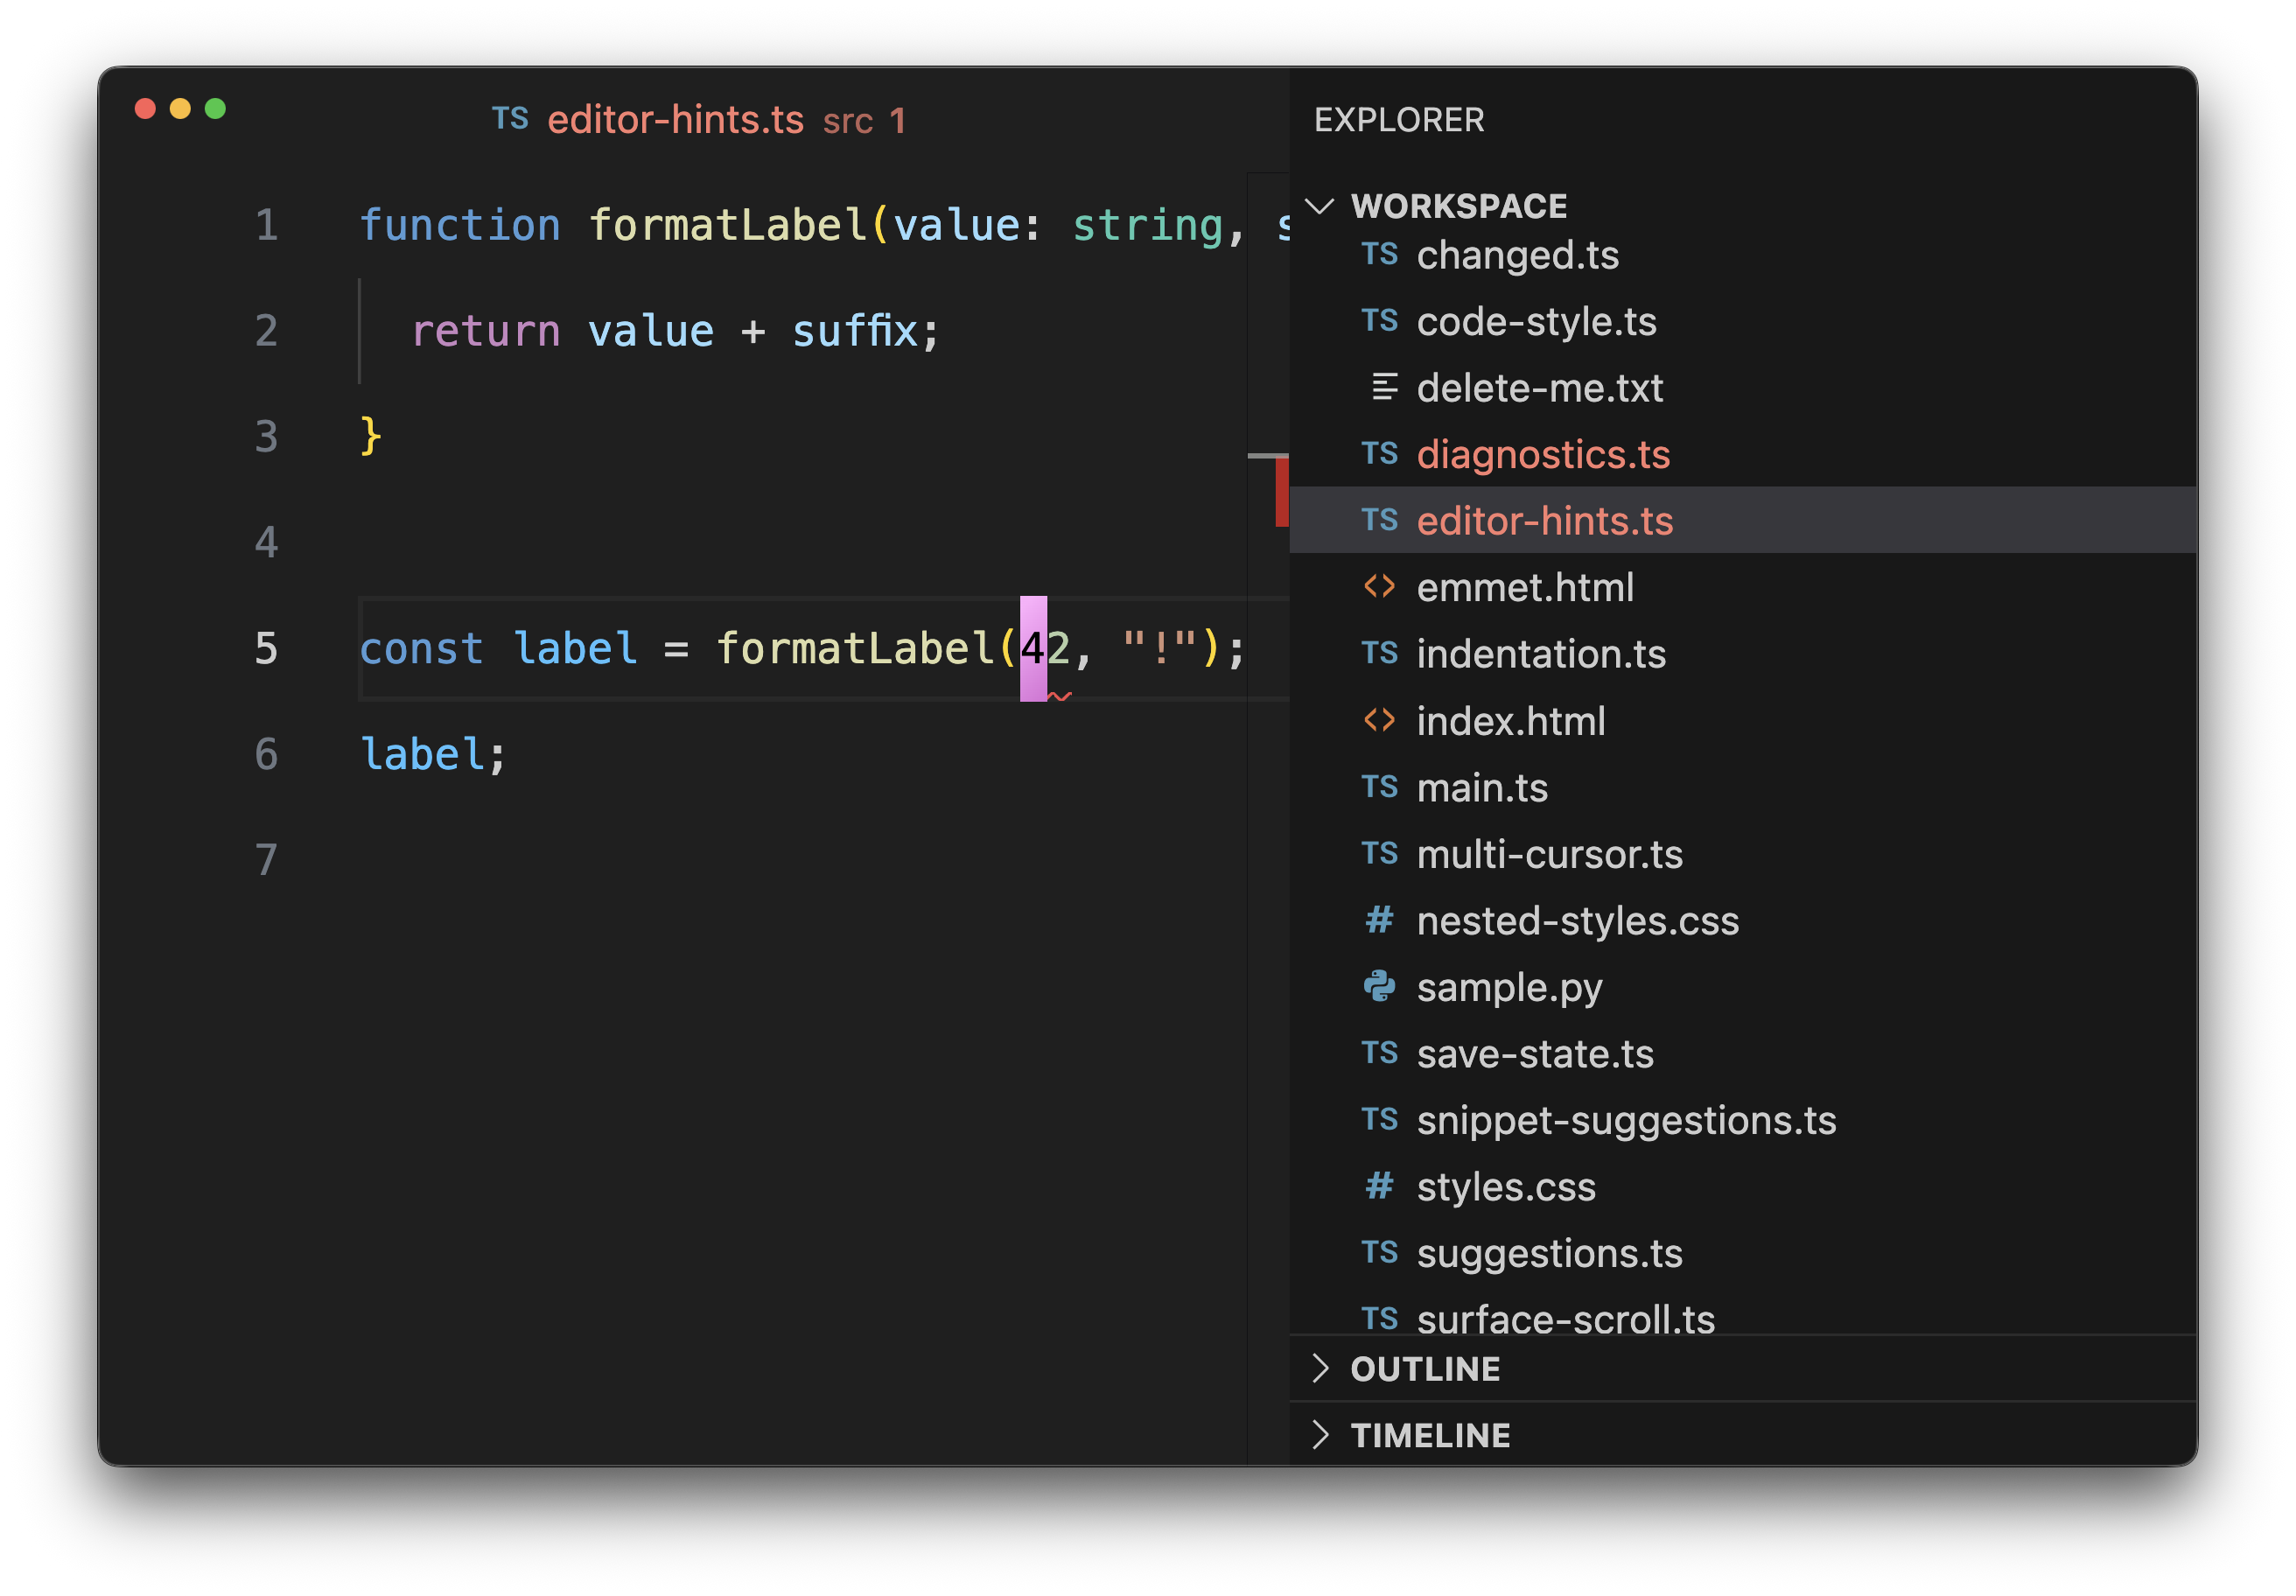 TS editor-hints.ts src 1
1 function formatLabel(value: string, s
2 return value + suffix;
3 }
4
5 const label = formatLabel(42, "!");
6 label;
7
EXPLORER
WORKSPACE
TS changed.ts
TS code-style.ts
delete-me.txt
TS diagnostics.ts
TS editor-hints.ts
<> emmet.html
TS indentation.ts
<> index.html
TS main.ts
TS multi-cursor.ts
# nested-styles.css
sample.py
TS save-state.ts
TS snippet-suggestions.ts
# styles.css
TS suggestions.ts
TS surface-scroll.ts
OUTLINE
TIMELINE